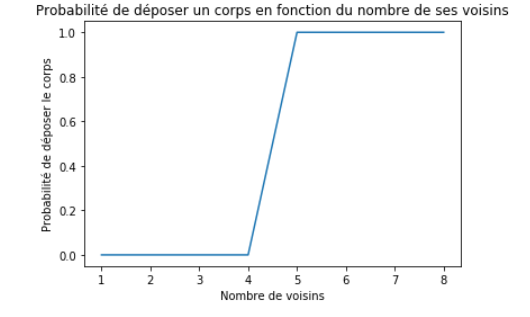 Probabilité de déposer un corps en fonction du nombre de ses voisins
1.0
0.8
0.6
0.4
0.2
0.0
Probabilité de déposer le corps
1 2 3 4 5 6 7 8
Nombre de voisins